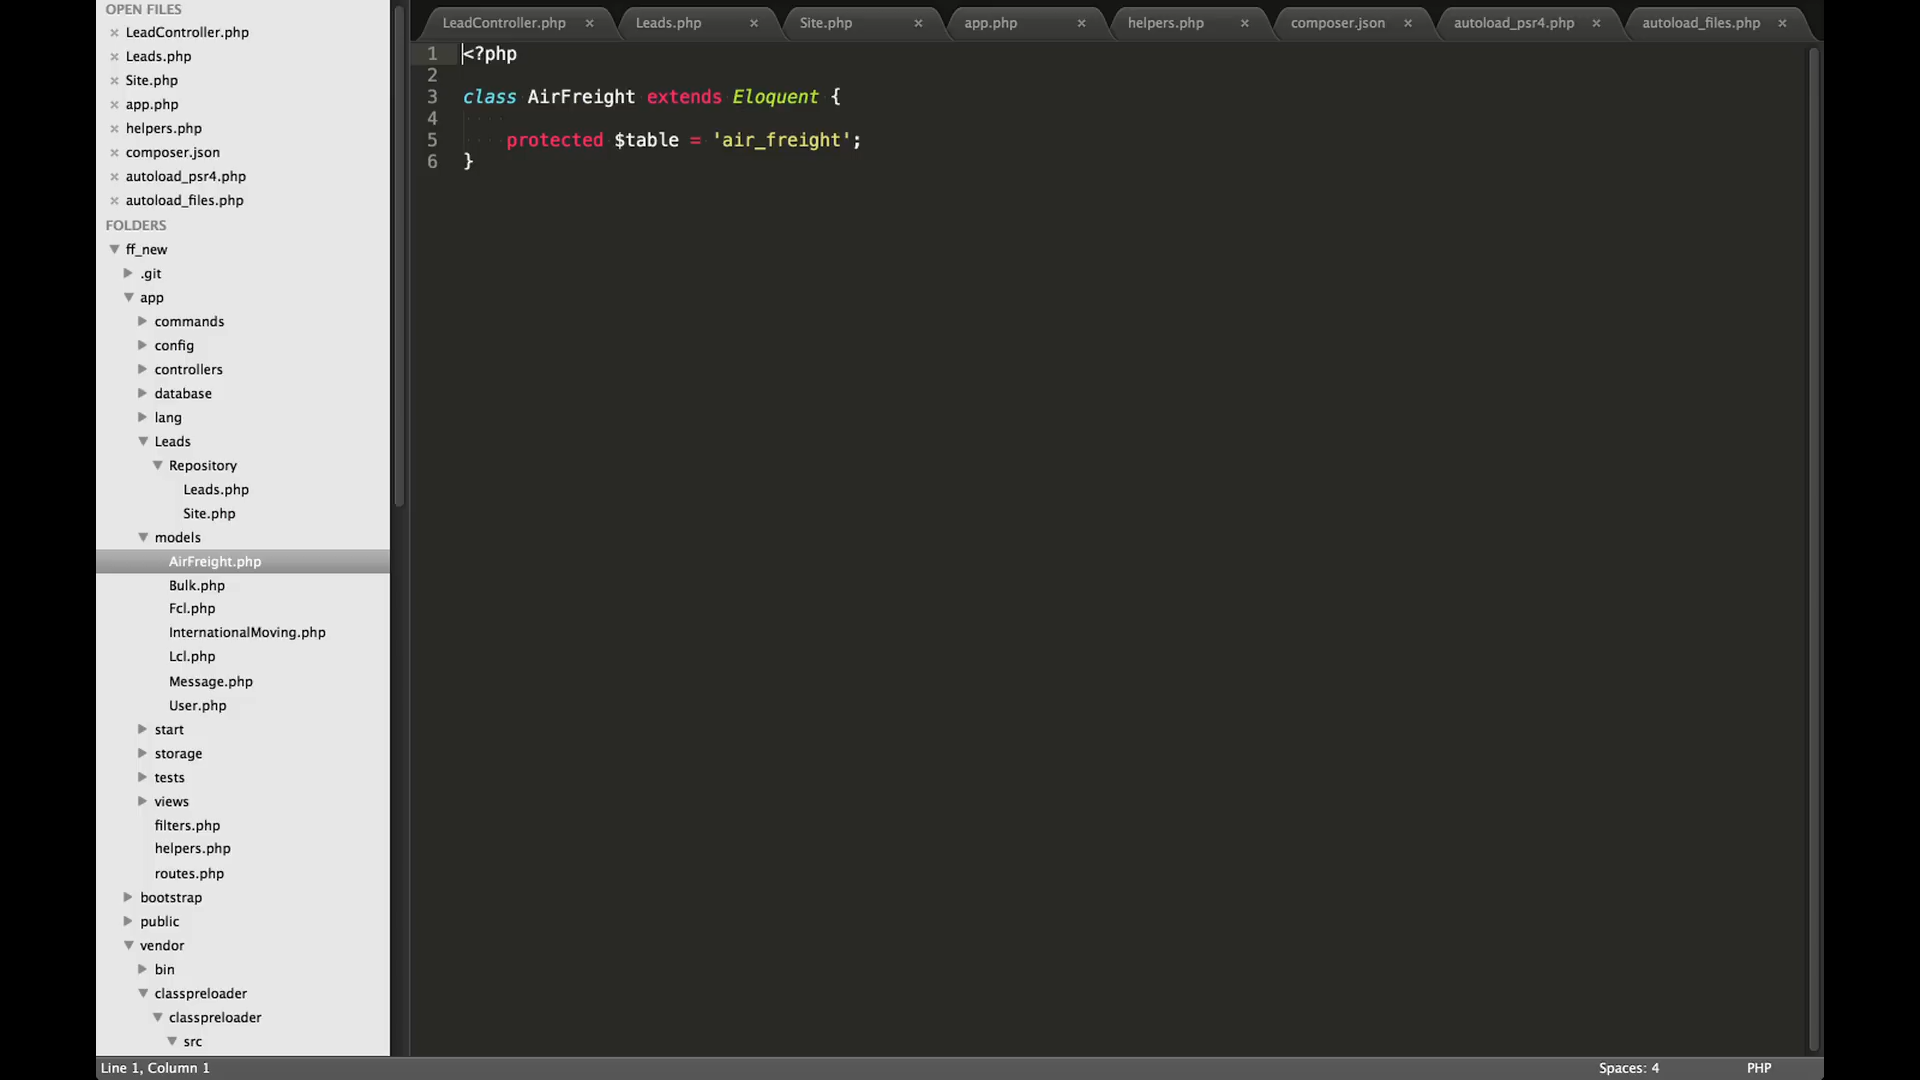 OPEN FILES
LeadController.php
Leads.php
Site.php
app.php
helpers.php
composer.json
autoload_psr4.php
autoload_files.php
FOLDERS
ff_new
.git
app
commands
config
controllers
database
lang
Leads
Repository
Leads.php
Site.php
models
AirFreight.php
Bulk.php
Fcl.php
InternationalMoving.php
Lcl.php
Message.php
User.php
start
storage
tests
views
filters.php
helpers.php
routes.php
bootstrap
public
vendor
bin
classpreloader
classpreloader
src
LeadController.php × Leads.php × Site.php × app.php × helpers.php × composer.json × autoload_psr4.php × autoload_files.php ×
1 <?php
2
3 class AirFreight extends Eloquent {
4
5 protected $table = 'air_freight';
6 }
Line 1, Column 1 Spaces: 4 PHP